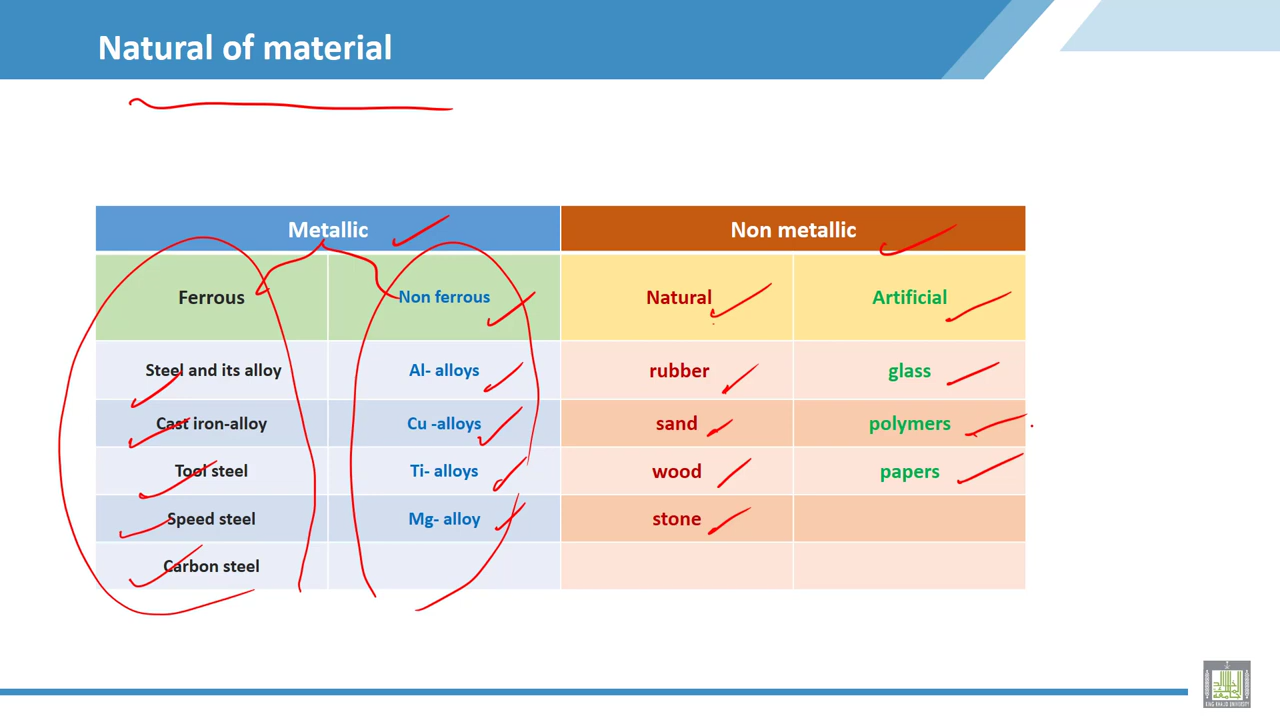 Natural of material
Metallic Non metallic
Ferrous Non ferrous Natural Artificial
Steel and its alloy Al- alloys rubber glass
Cast iron-alloy Cu -alloys sand polymers
Tool steel Ti- alloys wood papers
Speed steel Mg- alloy stone
Carbon steel